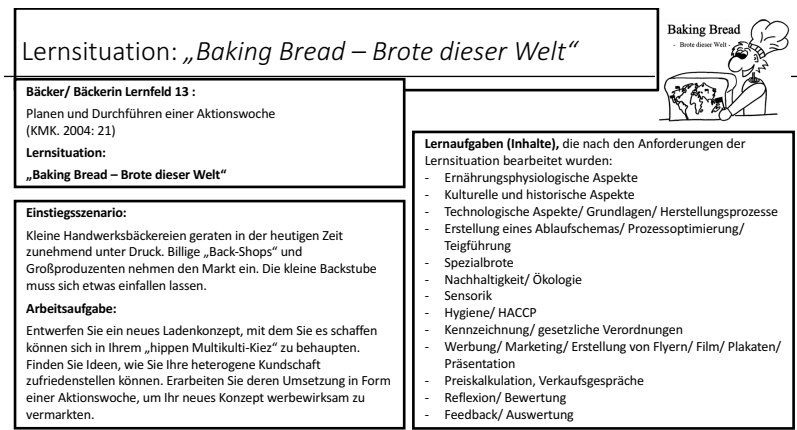 Lernsituation: „Baking Bread – Brote dieser Welt“
Baking Bread
- Brote dieser Welt -
Bäcker/ Bäckerin Lernfeld 13 :
Planen und Durchführen einer Aktionswoche
(KMK. 2004: 21)
Lernsituation:
„Baking Bread – Brote dieser Welt“
Einstiegsszenario:
Kleine Handwerksbäckereien geraten in der heutigen Zeit
zunehmend unter Druck. Billige „Back-Shops“ und
Großproduzenten nehmen den Markt ein. Die kleine Backstube
muss sich etwas einfallen lassen.
Arbeitsaufgabe:
Entwerfen Sie ein neues Ladenkonzept, mit dem Sie es schaffen
können sich in Ihrem „hippen Multikulti-Kiez“ zu behaupten.
Finden Sie Ideen, wie Sie Ihre heterogene Kundschaft
zufriedenstellen können. Erarbeiten Sie deren Umsetzung in Form
einer Aktionswoche, um Ihr neues Konzept werbewirksam zu
vermarkten.
Lernaufgaben (Inhalte), die nach den Anforderungen der
Lernsituation bearbeitet wurden:
- Ernährungsphysiologische Aspekte
- Kulturelle und historische Aspekte
- Technologische Aspekte/ Grundlagen/ Herstellungsprozesse
- Erstellung eines Ablaufschemas/ Prozessoptimierung/
Teigführung
- Spezialbrote
- Nachhaltigkeit/ Ökologie
- Sensorik
- Hygiene/ HACCP
- Kennzeichnung/ gesetzliche Verordnungen
- Werbung/ Marketing/ Erstellung von Flyern/ Film/ Plakaten/
Präsentation
- Preiskalkulation, Verkaufsgespräche
- Reflexion/ Bewertung
- Feedback/ Auswertung